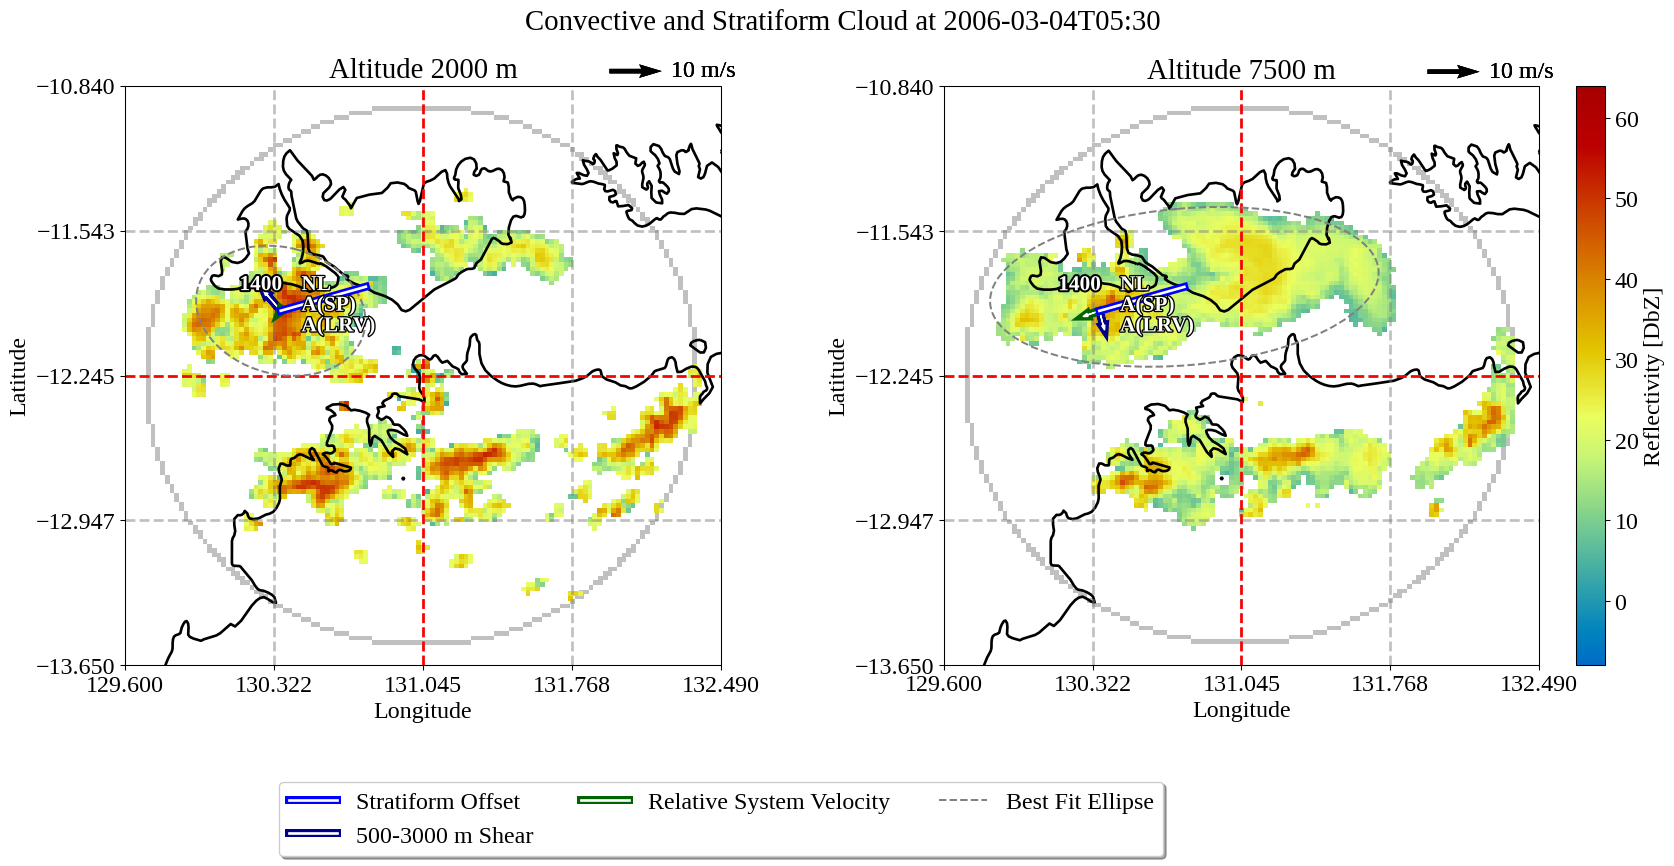 Convective and Stratiform Cloud at 2006-03-04T05:30
Altitude 2000 m
10 m/s
Altitude 7500 m
10 m/s
−10.840
−11.543
−12.245
−12.947
−13.650
Latitude
129.600
130.322
131.045
131.768
132.490
Longitude
1400
NL
A(SP)
A(LRV)
−10.840
−11.543
−12.245
−12.947
−13.650
Latitude
129.600
130.322
131.045
131.768
132.490
Longitude
1400
NL
A(SP)
A(LRV)
60
50
40
30
20
10
0
Reflectivity [DbZ]
Stratiform Offset
Relative System Velocity
Best Fit Ellipse
500-3000 m Shear